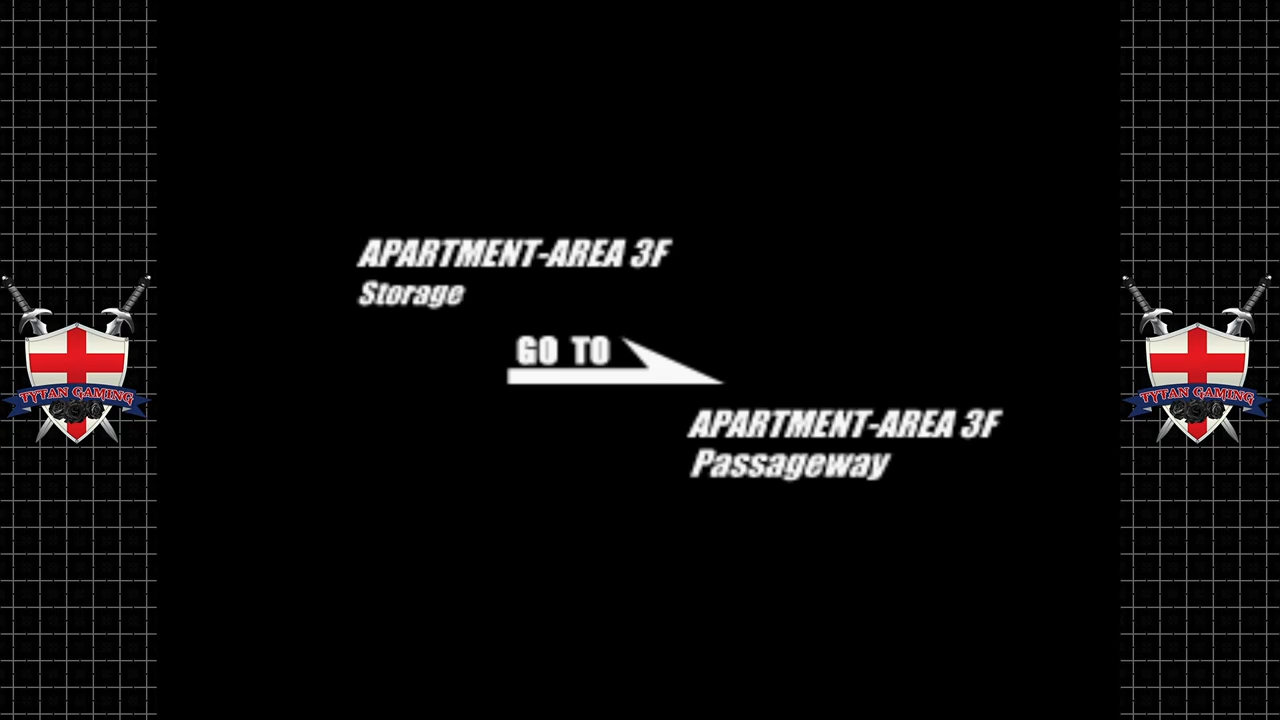 APARTMENT-AREA 3F
Storage
GO TO
APARTMENT-AREA 3F
Passageway
TYTAN GAMING
TYTAN GAMING